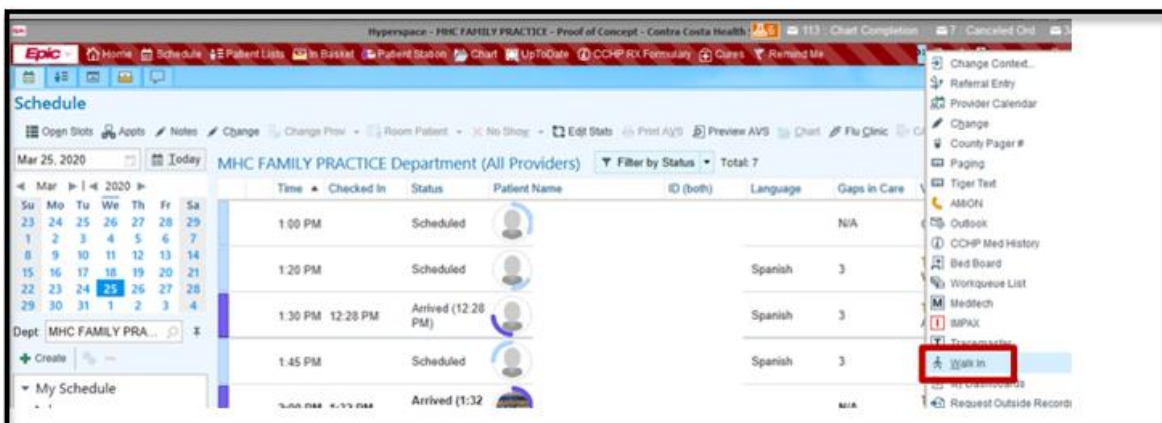 Hyperspace - MHC FAMILY PRACTICE - Proof of Concept - Contra Costa Health 113 Chart Completion 7 Canceled Ord
Epic Home Schedule Patient Lists In Basket Patient Station Chart UpToDate CCHP RX Formulary Cures Remind Me
Schedule
Open Slots Appts Notes Change Change Prov Room Patient No Show Edit Stats Print AVS Preview AVS Chart Flu Clinic
Mar 25, 2020 Today MHC FAMILY PRACTICE Department (All Providers) Filter by Status Total: 7
Mar 2020
Time Checked In Status Patient Name ID (both) Language Gaps in Care
Su Mo Tu We Th Fr Sa
23 24 25 26 27 28 29
1 2 3 4 5 6 7
8 9 10 11 12 13 14
15 16 17 18 19 20 21
22 23 24 25 26 27 28
29 30 31 1 2 3 4
Dept: MHC FAMILY PRA...
+ Create
My Schedule
1:00 PM Scheduled N/A
1:20 PM Scheduled Spanish 3
1:30 PM 12:28 PM Arrived (12:28
PM) Spanish 3
1:45 PM Scheduled Spanish 3
Arrived (1:32
Change Context...
Referral Entry
Provider Calendar
Change
County Pager #
Paging
Tiger Text
AMION
Outlook
CCHP Med History
Bed Board
Workqueue List
Meditech
IMPAX
Tracemaster
Walk In
My Dashboards
Request Outside Records